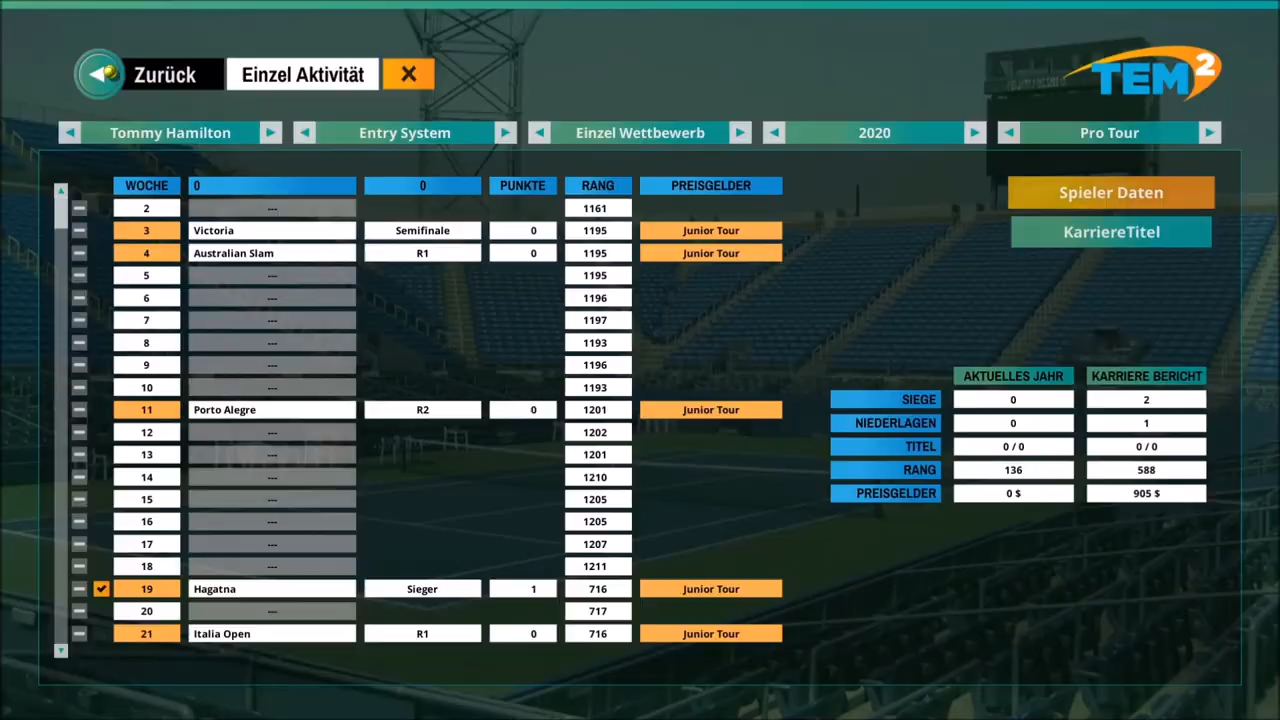 Zurück Einzel Aktivität
TEM2
Tommy Hamilton Entry System Einzel Wettbewerb 2020 Pro Tour
WOCHE 0 0 PUNKTE RANG PREISGELDER
2 --- 1161
3 Victoria Semifinale 0 1195 Junior Tour
4 Australian Slam R1 0 1195 Junior Tour
5 --- 1195
6 --- 1196
7 --- 1197
8 --- 1193
9 --- 1196
10 --- 1193
11 Porto Alegre R2 0 1201 Junior Tour
12 --- 1202
13 --- 1201
14 --- 1210
15 --- 1205
16 --- 1205
17 --- 1207
18 --- 1211
19 Hagatna Sieger 1 716 Junior Tour
20 --- 717
21 Italia Open R1 0 716 Junior Tour
Spieler Daten
KarriereTitel
AKTUELLES JAHR KARRIERE BERICHT
SIEGE 0 2
NIEDERLAGEN 0 1
TITEL 0 / 0 0 / 0
RANG 136 588
PREISGELDER 0 $ 905 $